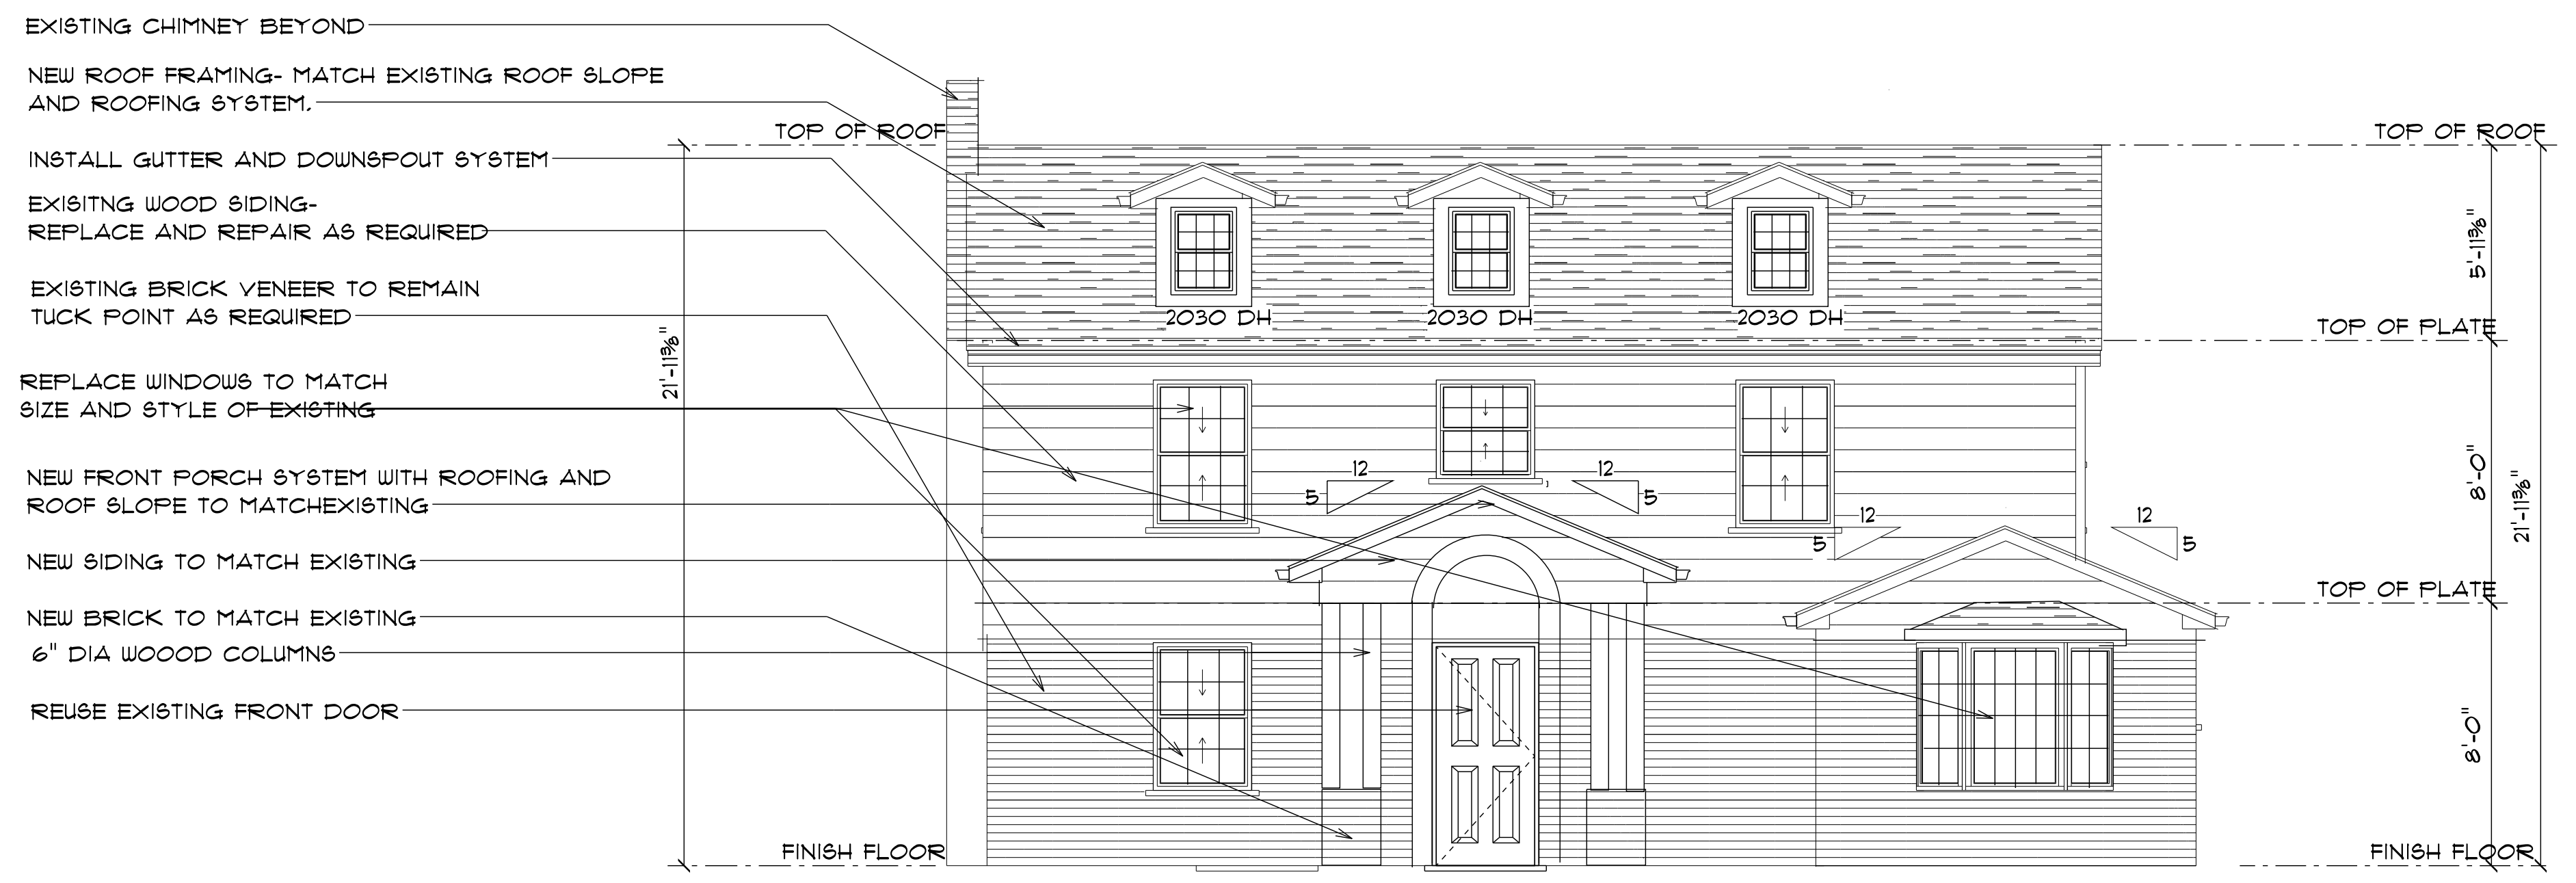 EXISTING CHIMNEY BEYOND
NEW ROOF FRAMING- MATCH EXISTING ROOF SLOPE
AND ROOFING SYSTEM.
INSTALL GUTTER AND DOWNSPOUT SYSTEM
EXISITNG WOOD SIDING-
REPLACE AND REPAIR AS REQUIRED
EXISTING BRICK VENEER TO REMAIN
TUCK POINT AS REQUIRED
REPLACE WINDOWS TO MATCH
SIZE AND STYLE OF EXISTING
NEW FRONT PORCH SYSTEM WITH ROOFING AND
ROOF SLOPE TO MATCHEXISTING
NEW SIDING TO MATCH EXISTING
NEW BRICK TO MATCH EXISTING
6" DIA WOOOD COLUMNS
REUSE EXISTING FRONT DOOR
TOP OF ROOF
21'-11⅜"
FINISH FLOOR
2030 DH
2030 DH
2030 DH
12
5
12
5
12
5
12
5
TOP OF ROOF
5'-11⅜"
TOP OF PLATE
8'-0"
21'-11⅜"
TOP OF PLATE
8'-0"
FINISH FLOOR